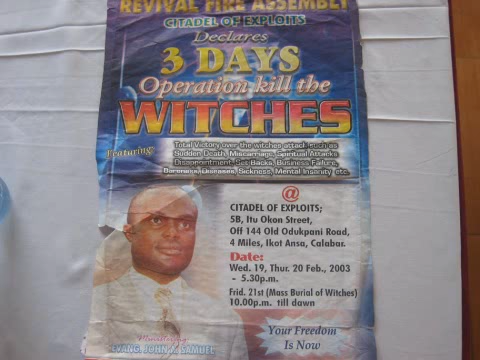 REVIVAL FIRE ASSEMBLY
CITADEL OF EXPLOITS
Declares
3 DAYS
Operation kill the
WITCHES
Featuring:
Total Victory over the witches attack such as
Sudden Death, Miscarriage, Spiritual Attacks
Disappointment, Set Backs, Business Failure,
Barroness, Diseases, Sickness, Mental Insanity etc.
@
CITADEL OF EXPLOITS;
5B, Itu Okon Street,
Off 144 Old Odukpani Road,
4 Miles, Ikot Ansa, Calabar.
Date:
Wed. 19, Thur. 20 Feb., 2003
- 5.30p.m.
Frid. 21st (Mass Burial of Witches)
10.00p.m. till dawn
Ministering:
EVANG. JOHN SAMUEL
Your Freedom
Is Now